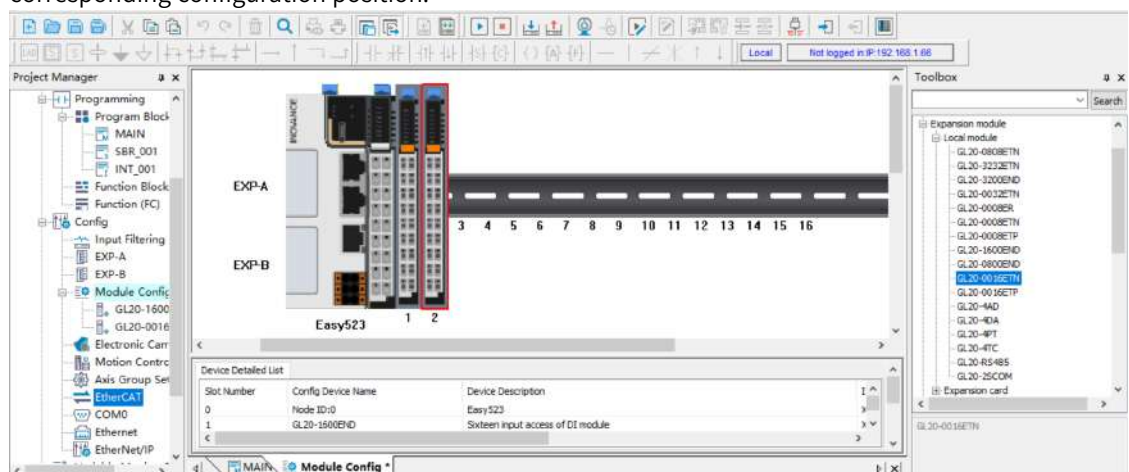 corresponding configuration position.
Local
Not logged in:IP:192.168.1.66
Project Manager
Programming
Program Block
MAIN
SBR_001
INT_001
Function Block
Function (FC)
Config
Input Filtering
EXP-A
EXP-B
Module Config
GL20-1600
GL20-0016
Electronic Cam
Motion Contro
Axis Group Set
EtherCAT
COM0
Ethernet
EtherNet/IP
INOVANCE
EXP-A
EXP-B
Easy523
1 2
3 4 5 6 7 8 9 10 11 12 13 14 15 16
Device Detailed List
Slot Number Config Device Name Device Description
0 Node ID:0 Easy523
1 GL20-1600END Sixteen input access of DI module
MAIN Module Config *
Toolbox
Search
Expansion module
Local module
GL20-0808ETN
GL20-3232ETN
GL20-3200END
GL20-0032ETN
GL20-0008ER
GL20-0008ETN
GL20-0008ETP
GL20-1600END
GL20-0800END
GL20-0016ETN
GL20-0016ETP
GL20-4AD
GL20-4DA
GL20-4PT
GL20-4TC
GL20-RS485
GL20-2SCOM
Expansion card
GL20-0016ETN